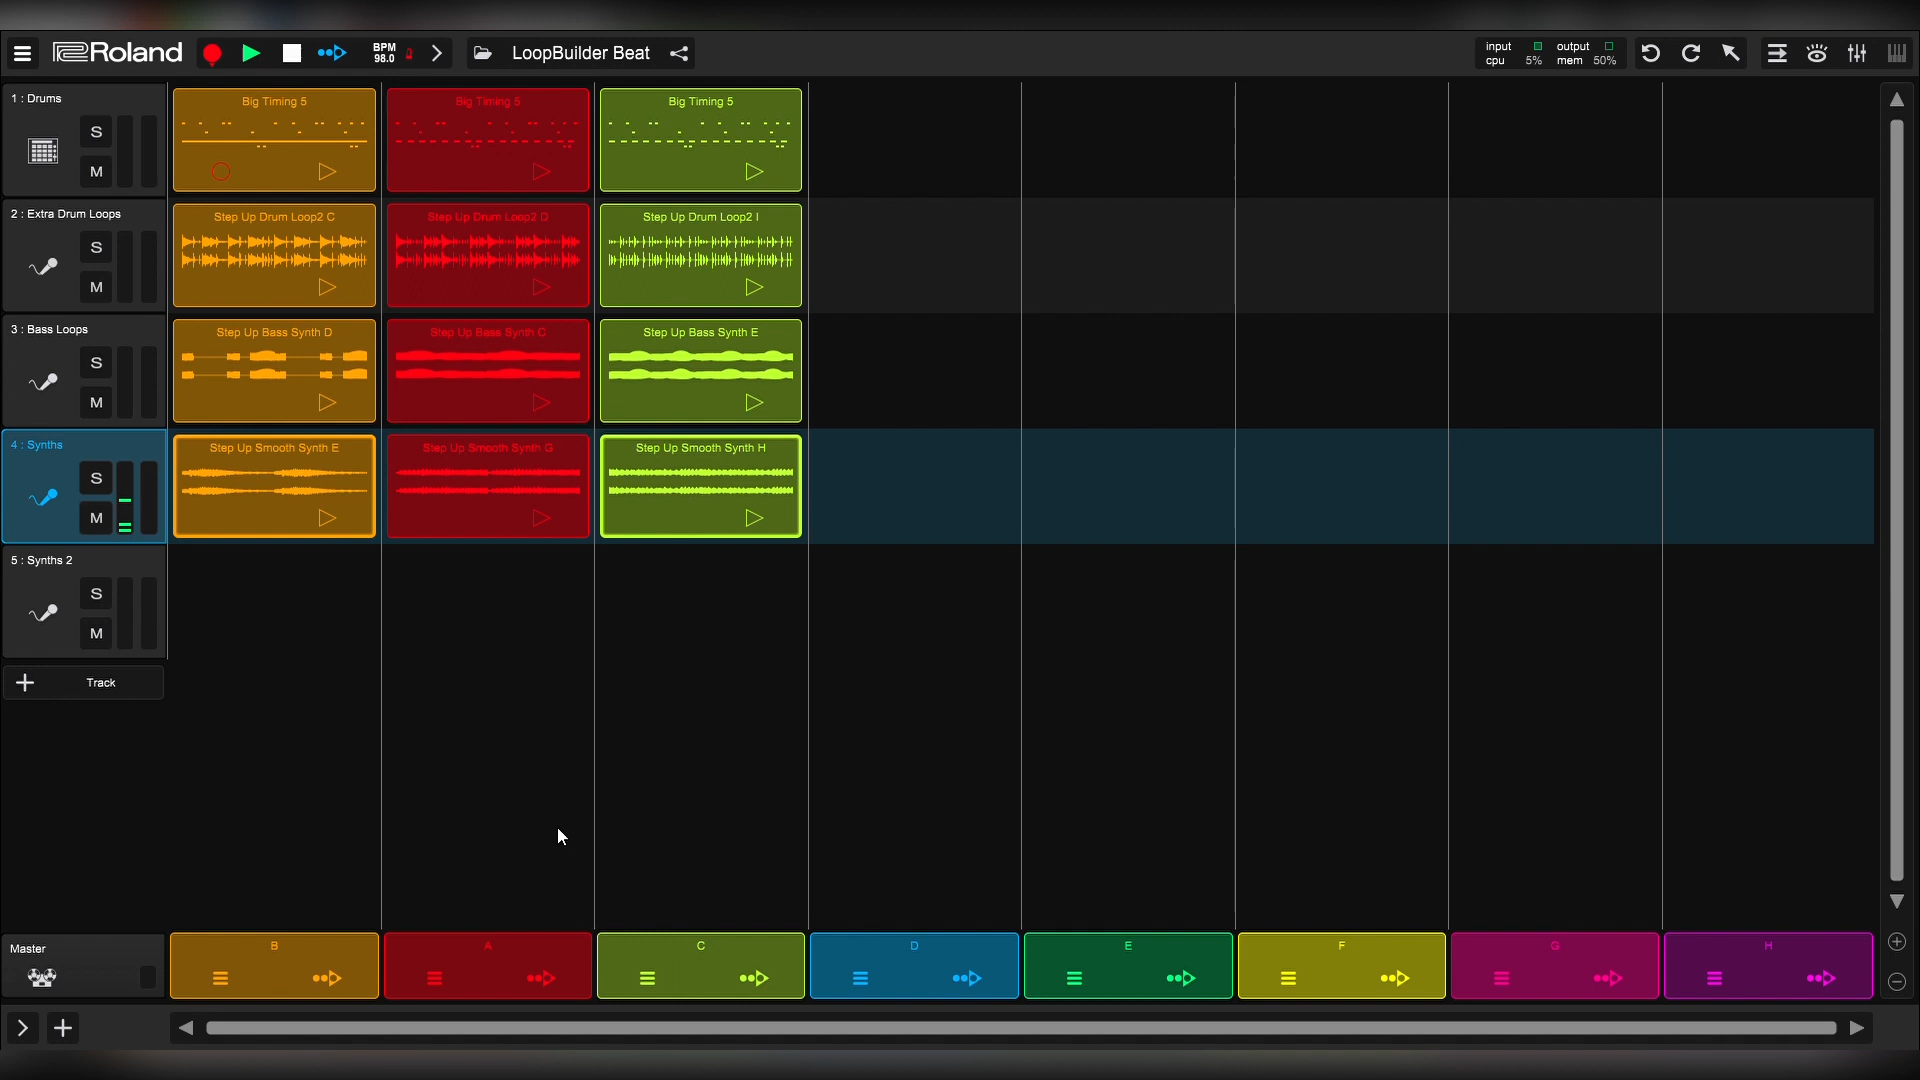 Roland
BPM
98.0
LoopBuilder Beat
input
output
cpu 5% mem 50%
1 : Drums
S
M
Big Timing 5
Big Timing 5
Big Timing 5
2 : Extra Drum Loops
S
M
Step Up Drum Loop2 C
Step Up Drum Loop2 D
Step Up Drum Loop2 I
3 : Bass Loops
S
M
Step Up Bass Synth D
Step Up Bass Synth C
Step Up Bass Synth E
4 : Synths
S
M
Step Up Smooth Synth E
Step Up Smooth Synth G
Step Up Smooth Synth H
5 : Synths 2
S
M
Track
Master
B
A
C
D
E
F
G
H